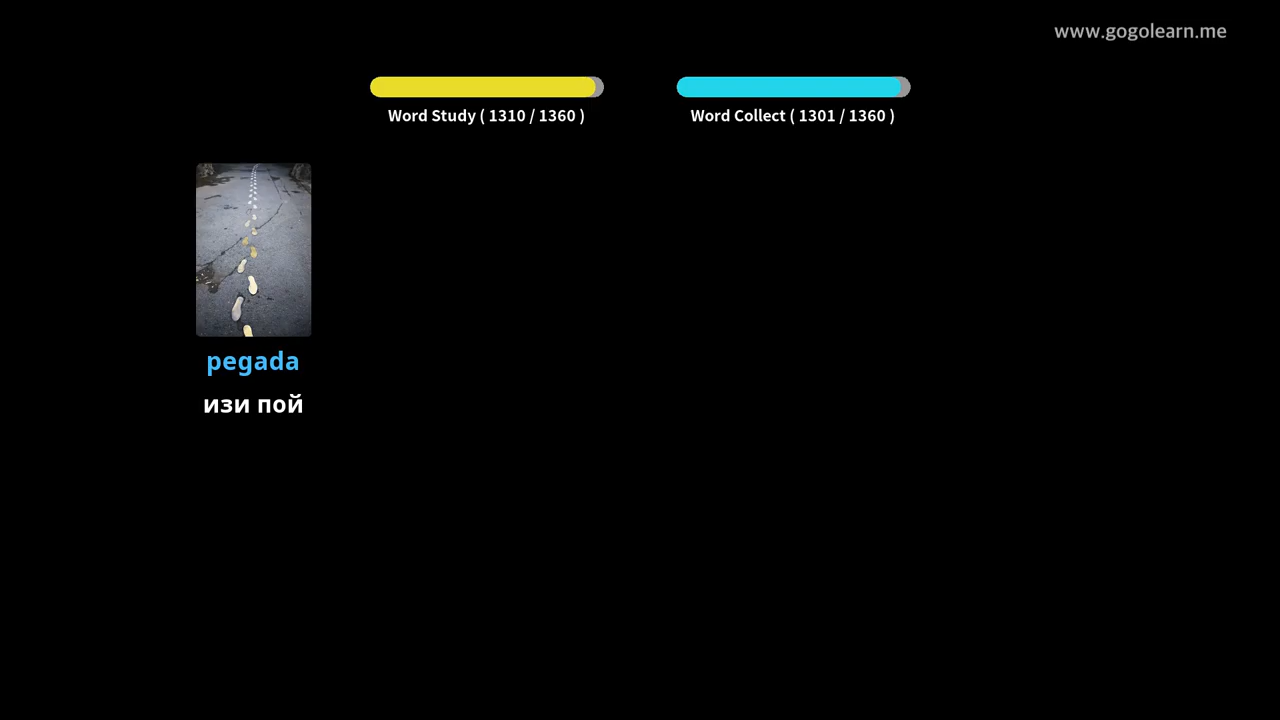 www.gogolearn.me
Word Study ( 1310 / 1360 )
Word Collect ( 1301 / 1360 )
pegada
изи пой